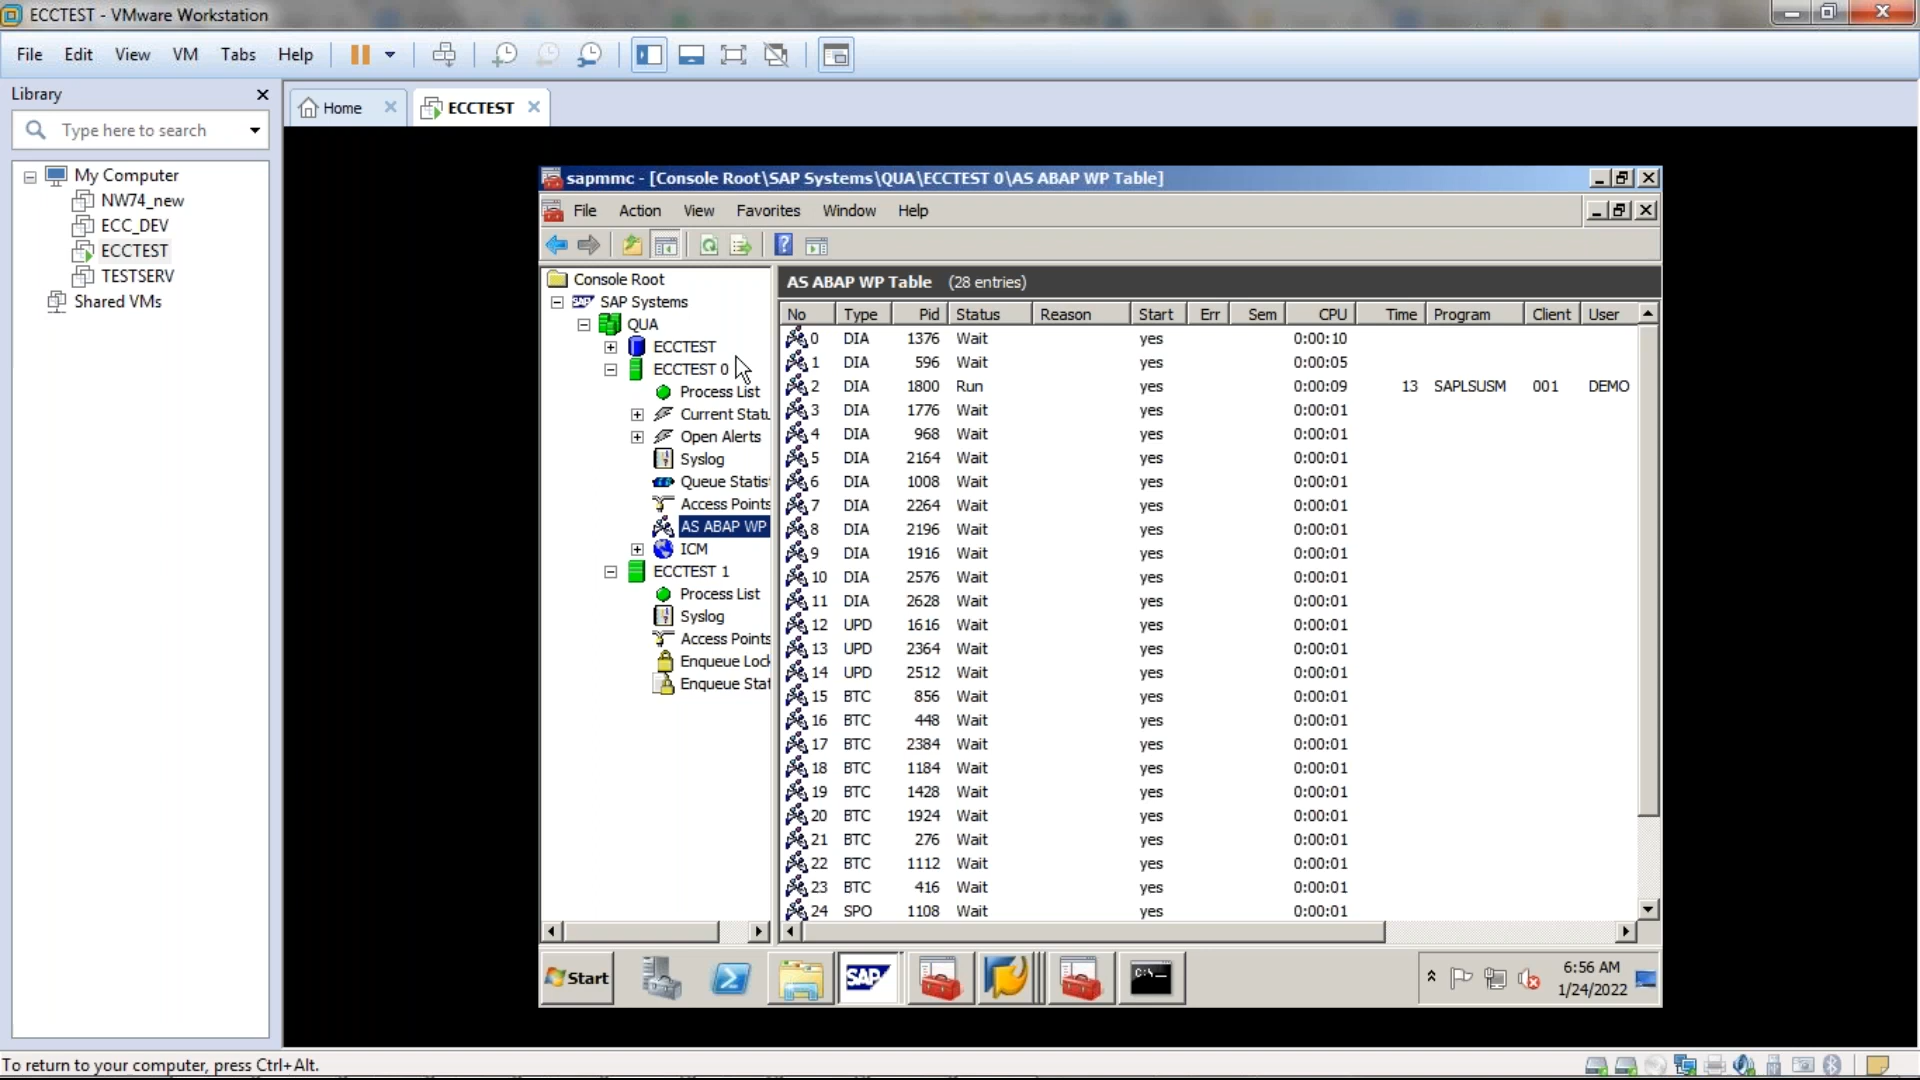 ECCTEST - VMware Workstation
File Edit View VM Tabs Help
Library
Home
ECCTEST
Type here to search
My Computer
NW74_new
ECC_DEV
ECCTEST
TESTSERV
Shared VMs
sapmmc - [Console Root\SAP Systems\QUA\ECCTEST 0\AS ABAP WP Table]
File Action View Favorites Window Help
Console Root
SAP Systems
QUA
ECCTEST
ECCTEST 0
Process List
Current Statu
Open Alerts
Syslog
Queue Statis
Access Points
AS ABAP WP
ICM
ECCTEST 1
Process List
Syslog
Access Points
Enqueue Lock
Enqueue Stat
AS ABAP WP Table (28 entries)
No Type Pid Status Reason Start Err Sem CPU Time Program Client User
0 DIA 1376 Wait yes 0:00:10
1 DIA 596 Wait yes 0:00:05
2 DIA 1800 Run yes 0:00:09 13 SAPLSUSM 001 DEMO
3 DIA 1776 Wait yes 0:00:01
4 DIA 968 Wait yes 0:00:01
5 DIA 2164 Wait yes 0:00:01
6 DIA 1008 Wait yes 0:00:01
7 DIA 2264 Wait yes 0:00:01
8 DIA 2196 Wait yes 0:00:01
9 DIA 1916 Wait yes 0:00:01
10 DIA 2576 Wait yes 0:00:01
11 DIA 2628 Wait yes 0:00:01
12 UPD 1616 Wait yes 0:00:01
13 UPD 2364 Wait yes 0:00:01
14 UPD 2512 Wait yes 0:00:01
15 BTC 856 Wait yes 0:00:01
16 BTC 448 Wait yes 0:00:01
17 BTC 2384 Wait yes 0:00:01
18 BTC 1184 Wait yes 0:00:01
19 BTC 1428 Wait yes 0:00:01
20 BTC 1924 Wait yes 0:00:01
21 BTC 276 Wait yes 0:00:01
22 BTC 1112 Wait yes 0:00:01
23 BTC 416 Wait yes 0:00:01
24 SPO 1108 Wait yes 0:00:01
Start
SAP
C:\_
6:56 AM
1/24/2022
To return to your computer, press Ctrl+Alt.